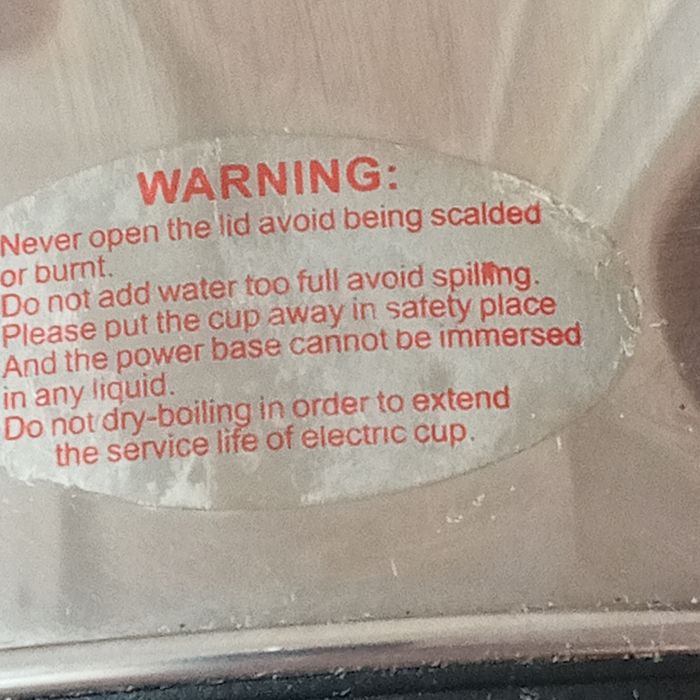 WARNING:
Never open the lid avoid being scalded
or burnt.
Do not add water too full avoid spilling.
Please put the cup away in safety place
And the power base cannot be immersed
in any liquid.
Do not dry-boiling in order to extend
the service life of electric cup.